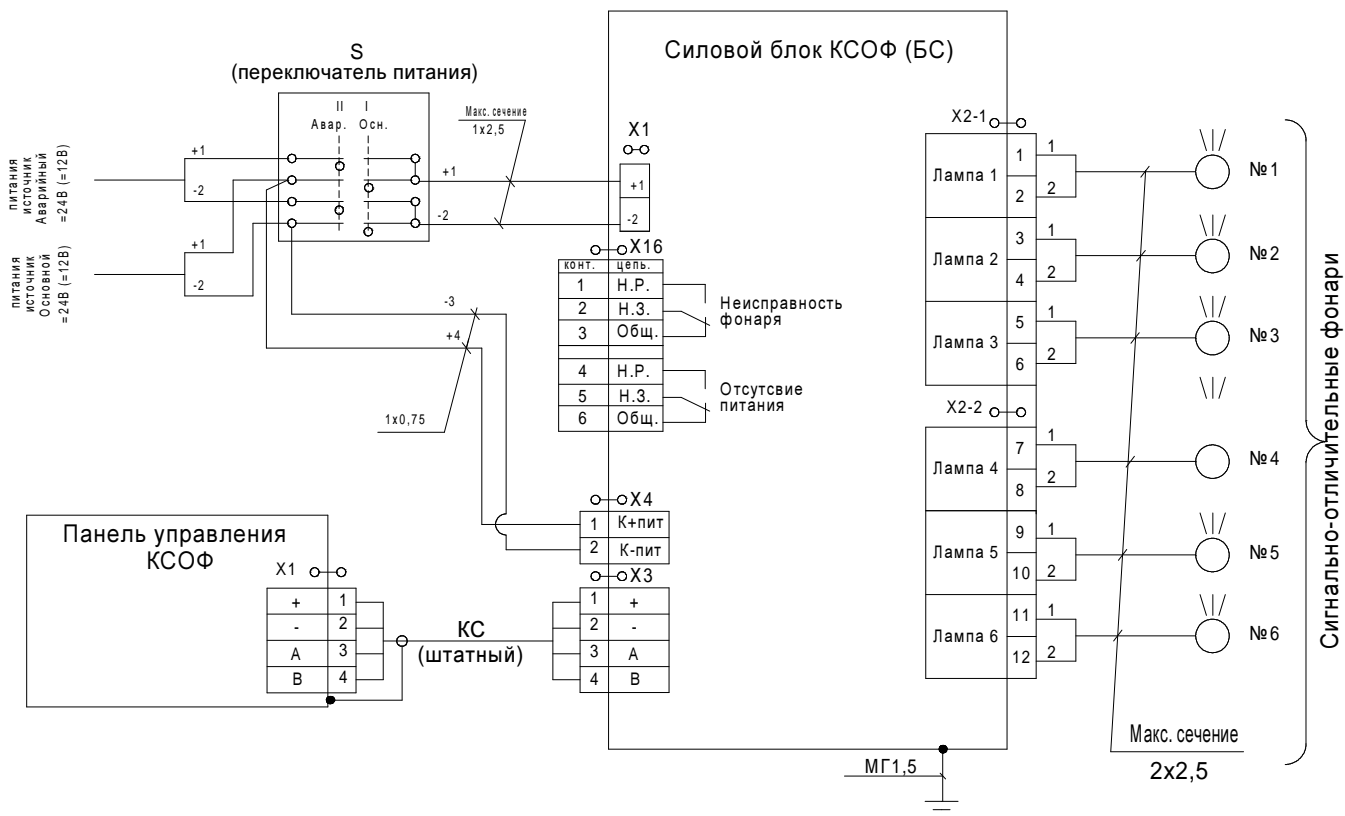 Силовой блок КСОФ (БС)
S
(переключатель питания)
II I
Авар. Осн.
Макс. сечение
1х2,5
Аварийный
источник
питания
=24В (=12В)
+1
-2
Основной
источник
питания
=24В (=12В)
+1
-2
+1
-2
X1
+1
-2
X16
конт. цепь.
1 Н.Р.
2 Н.З.
3 Общ.
4 Н.Р.
5 Н.З.
6 Общ.
Неисправность
фонаря
Отсутсвие
питания
-3
+4
1х0,75
X4
1 К+пит
2 К-пит
X3
1 +
2 -
3 А
4 В
Панель управления
КСОФ
X1
+ 1
- 2
А 3
В 4
КС
(штатный)
X2-1
Лампа 1 1 2
1
2
№1
Лампа 2 3 4
1
2
№2
Лампа 3 5 6
1
2
№3
X2-2
Лампа 4 7 8
1
2
№4
Лампа 5 9 10
1
2
№5
Лампа 6 11 12
1
2
№6
Макс. сечение
2х2,5
Сигнально-отличительные фонари
МГ1,5